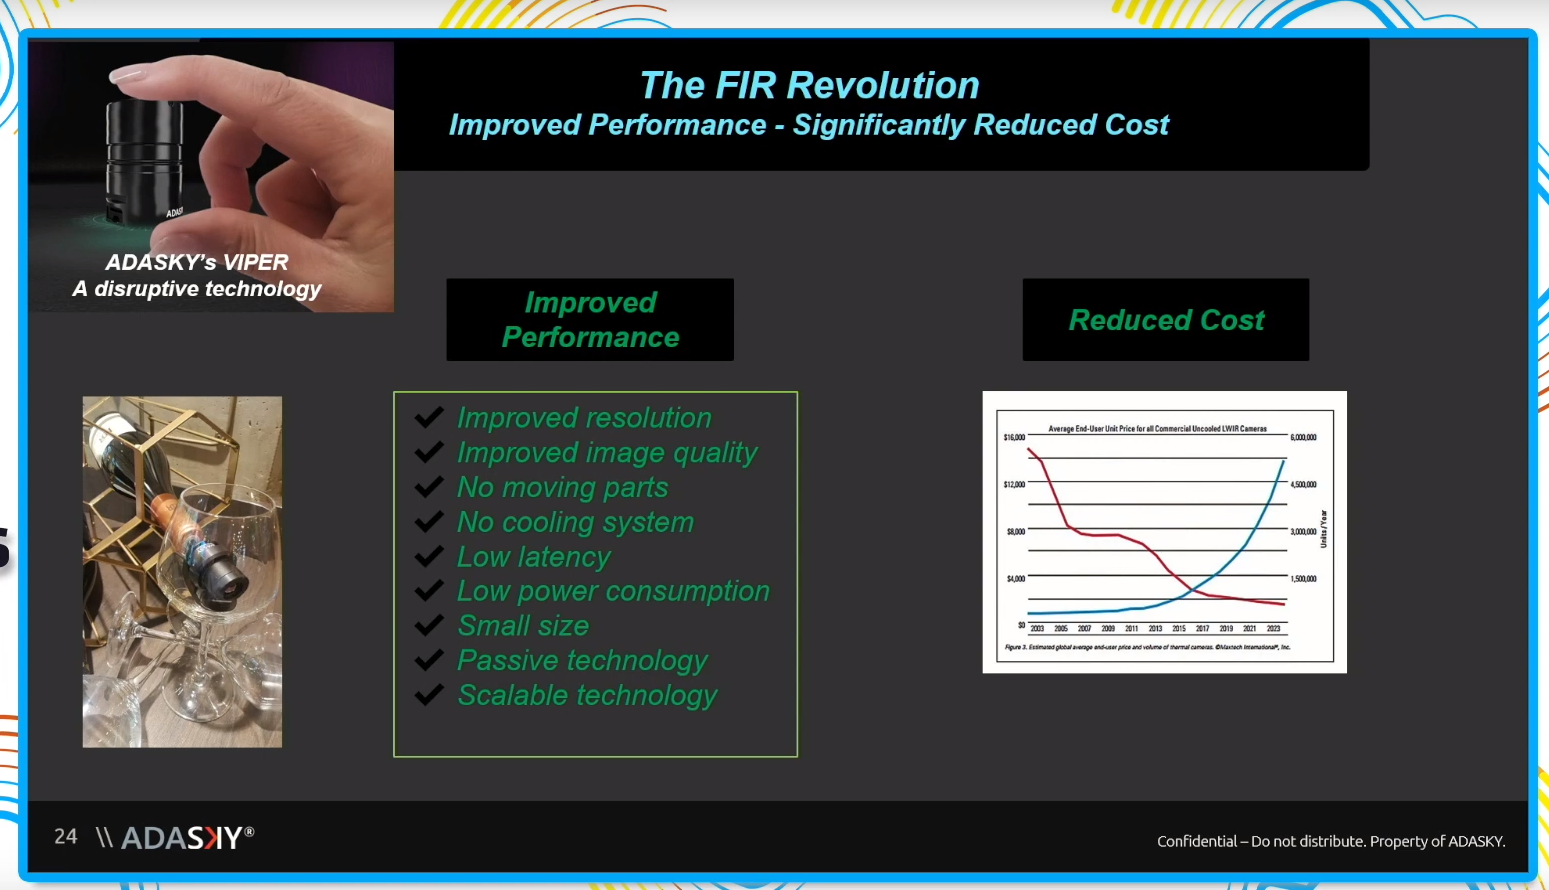 The FIR Revolution
Improved Performance - Significantly Reduced Cost
ADASKY's VIPER
A disruptive technology
Improved
Performance
Improved resolution
Improved image quality
No moving parts
No cooling system
Low latency
Low power consumption
Small size
Passive technology
Scalable technology
Reduced Cost
Average End-User Unit Price for all Commercial Uncooled LWIR Cameras
$16,000
$12,000
$8,000
$4,000
$0
6,000,000
4,500,000
3,000,000
1,500,000
Units/Year
2003 2005 2007 2009 2011 2013 2015 2017 2019 2021 2023
Figure 3. Estimated global average end-user price and volume of thermal cameras. ©Maxtech International®, Inc.
24 \\ ADASKY®
Confidential – Do not distribute. Property of ADASKY.